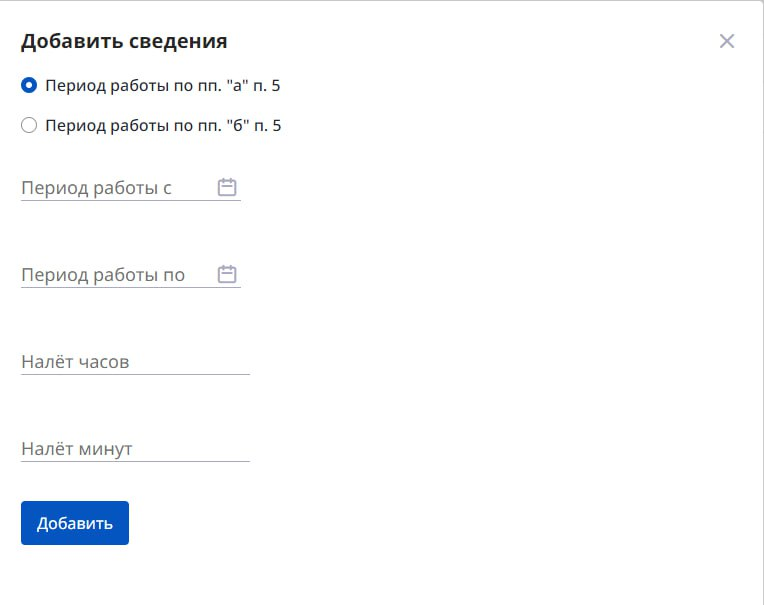 Добавить сведения
Период работы по пп. "а" п. 5
Период работы по пп. "б" п. 5
Период работы с
Период работы по
Налёт часов
Налёт минут
Добавить